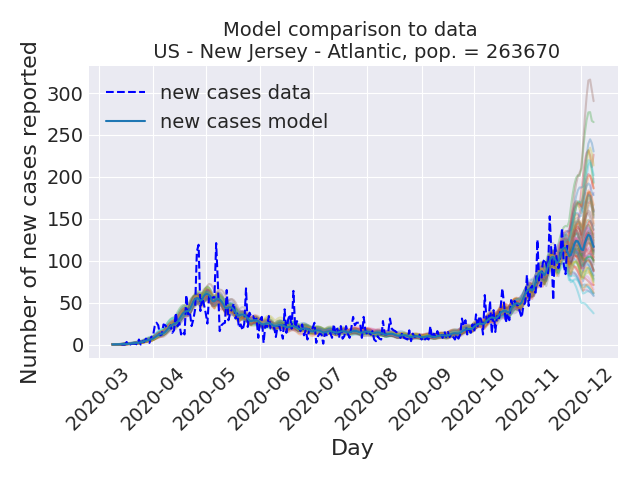 Model comparison to data
US - New Jersey - Atlantic, pop. = 263670
Number of new cases reported
300
250
200
150
100
50
0
new cases data
new cases model
2020-03
2020-04
2020-05
2020-06
2020-07
2020-08
2020-09
2020-10
2020-11
2020-12
Day